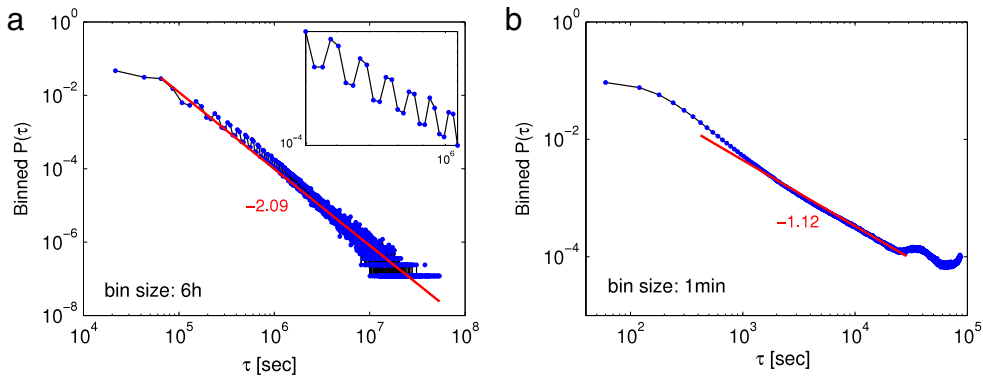 a
10^0
10^-2
10^-4
10^-6
10^-8
Binned P(τ)
10^4
10^5
10^6
10^7
10^8
τ [sec]
−2.09
bin size: 6h
10^-4
10^6
b
10^0
10^-2
10^-4
Binned P(τ)
10^2
10^3
10^4
10^5
τ [sec]
−1.12
bin size: 1min